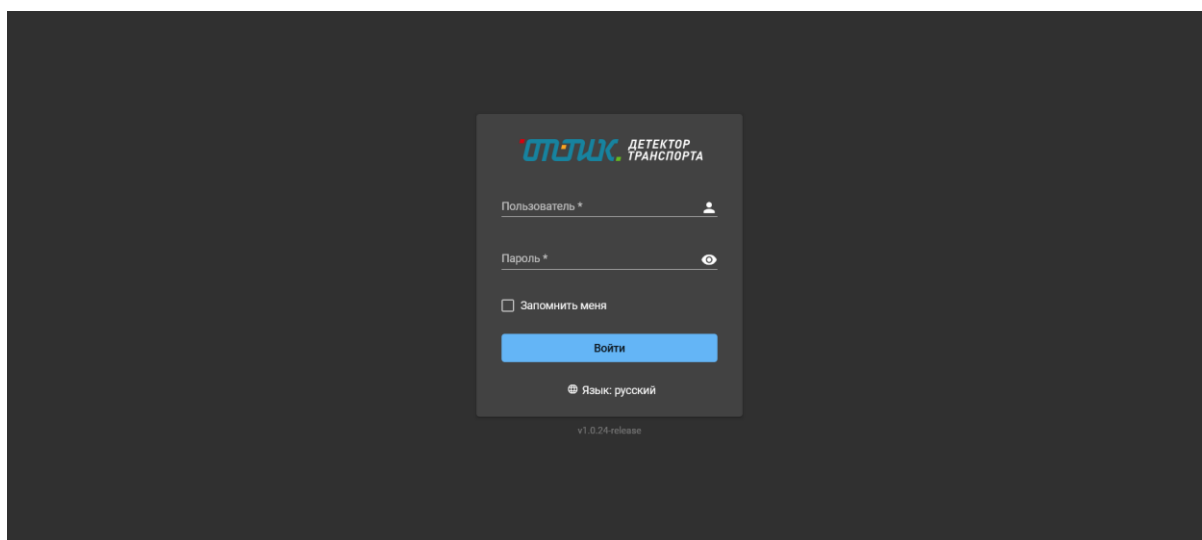 оптик. ДЕТЕКТОР
ТРАНСПОРТА
Пользователь *
Пароль *
Запомнить меня
Войти
Язык: русский
v1.0.24-release